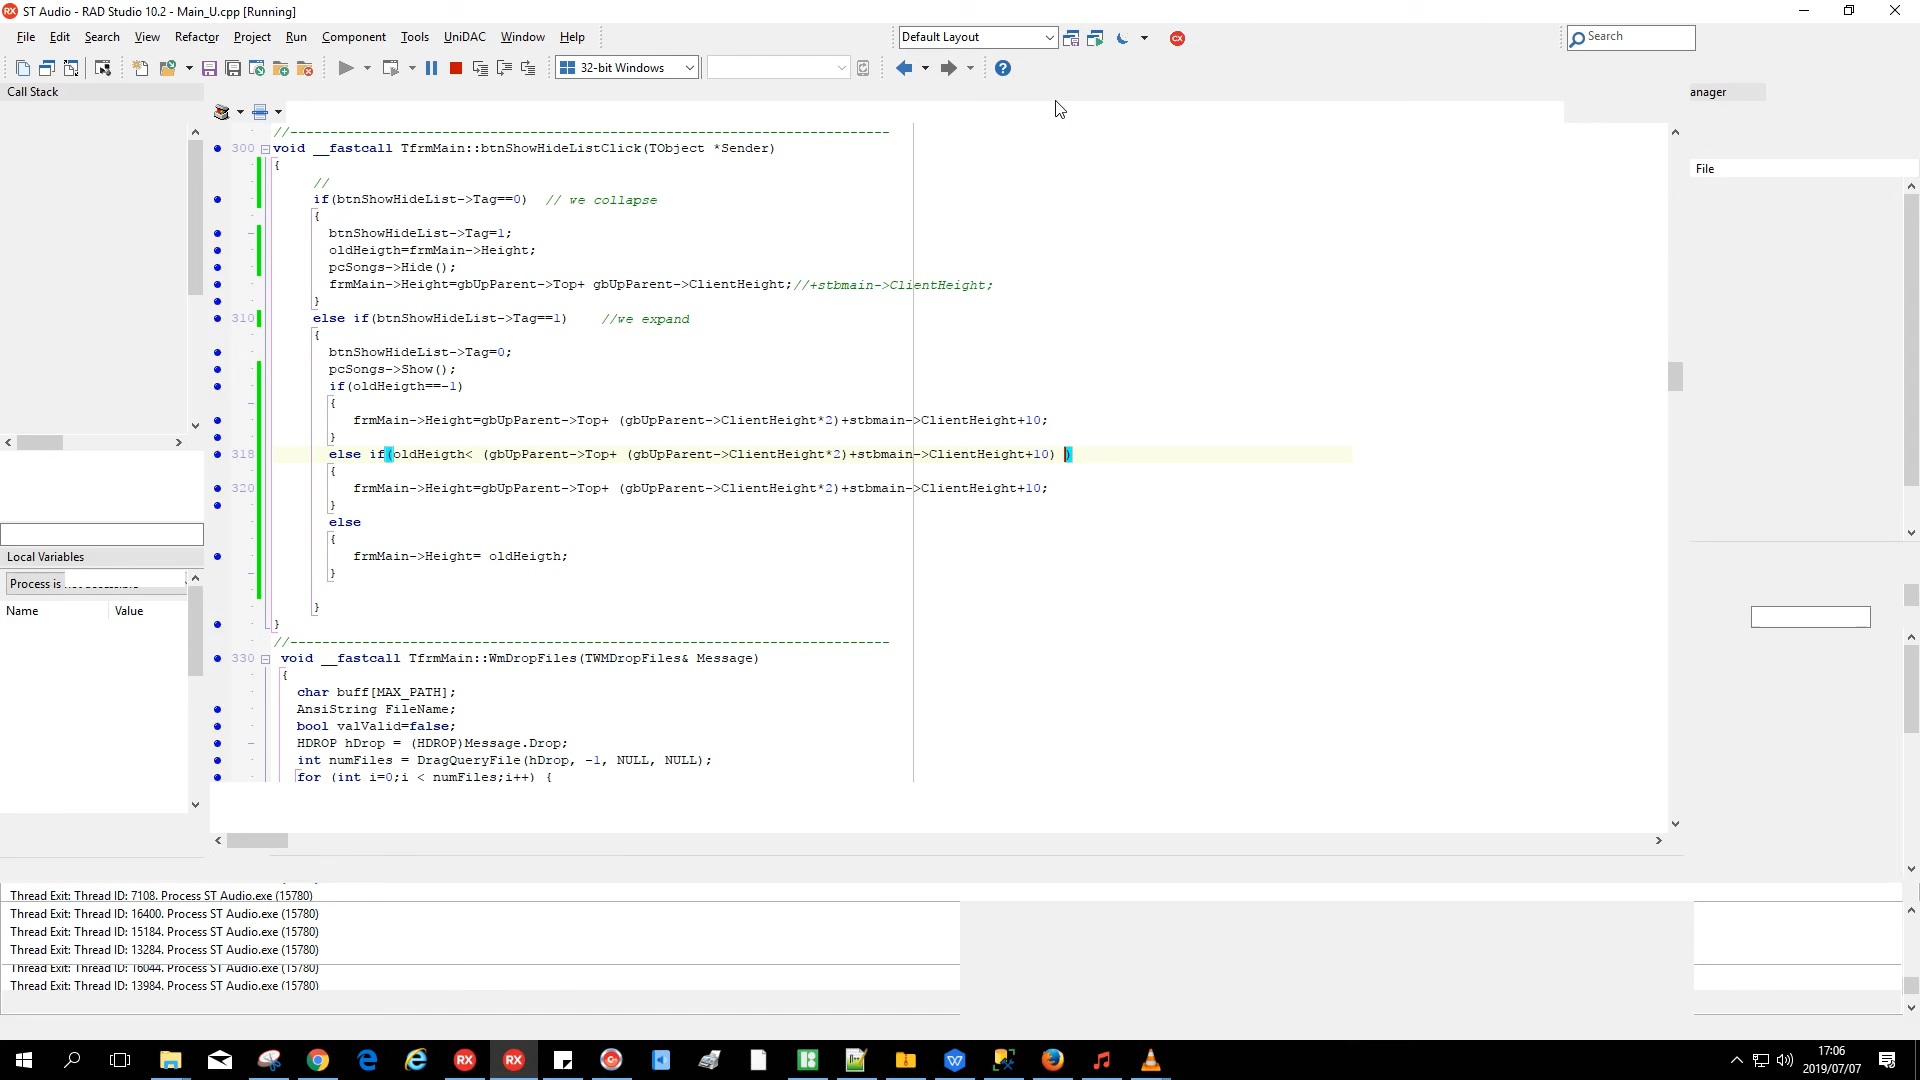 ST Audio - RAD Studio 10.2 - Main_U.cpp [Running]
File Edit Search View Refactor Project Run Component Tools UniDAC Window Help
Default Layout
Search
32-bit Windows
Call Stack
anager
File
//---------------------------------------------------------------------------
300 void __fastcall TfrmMain::btnShowHideListClick(TObject *Sender)
{
//
if(btnShowHideList->Tag==0) // we collapse
{
btnShowHideList->Tag=1;
oldHeigth=frmMain->Height;
pcSongs->Hide();
frmMain->Height=gbUpParent->Top+ gbUpParent->ClientHeight;//+stbmain->ClientHeight;
}
310 else if(btnShowHideList->Tag==1) //we expand
{
btnShowHideList->Tag=0;
pcSongs->Show();
if(oldHeigth==-1)
{
frmMain->Height=gbUpParent->Top+ (gbUpParent->ClientHeight*2)+stbmain->ClientHeight+10;
}
318 else if(oldHeigth< (gbUpParent->Top+ (gbUpParent->ClientHeight*2)+stbmain->ClientHeight+10) )
{
320 frmMain->Height=gbUpParent->Top+ (gbUpParent->ClientHeight*2)+stbmain->ClientHeight+10;
}
else
{
frmMain->Height= oldHeigth;
}
}
}
//---------------------------------------------------------------------------
330 void __fastcall TfrmMain::WmDropFiles(TWMDropFiles& Message)
{
char buff[MAX_PATH];
AnsiString FileName;
bool valValid=false;
HDROP hDrop = (HDROP)Message.Drop;
int numFiles = DragQueryFile(hDrop, -1, NULL, NULL);
for (int i=0;i < numFiles;i++) {
Local Variables
Process is
Name Value
Thread Exit: Thread ID: 7108. Process ST Audio.exe (15780)
Thread Exit: Thread ID: 16400. Process ST Audio.exe (15780)
Thread Exit: Thread ID: 15184. Process ST Audio.exe (15780)
Thread Exit: Thread ID: 13284. Process ST Audio.exe (15780)
Thread Exit: Thread ID: 16044. Process ST Audio.exe (15780)
Thread Exit: Thread ID: 13984. Process ST Audio.exe (15780)
17:06
2019/07/07